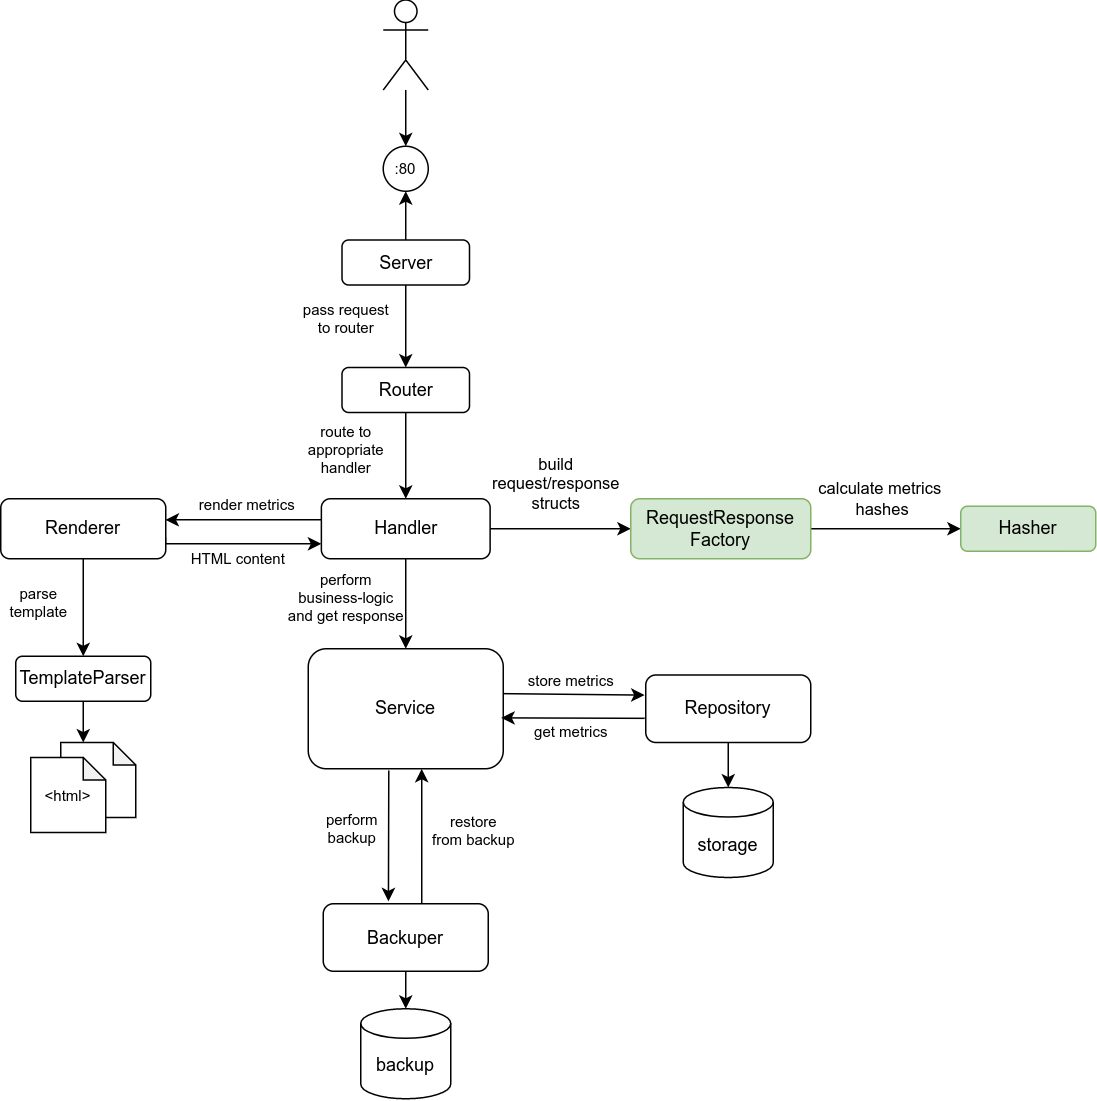 :80
Server
pass request
to router
Router
route to
appropriate
handler
Renderer
render metrics
HTML content
Handler
build
request/response
structs
RequestResponse
Factory
calculate metrics
hashes
Hasher
parse
template
perform
business-logic
and get response
TemplateParser
<html>
Service
store metrics
get metrics
Repository
storage
perform
backup
restore
from backup
Backuper
backup